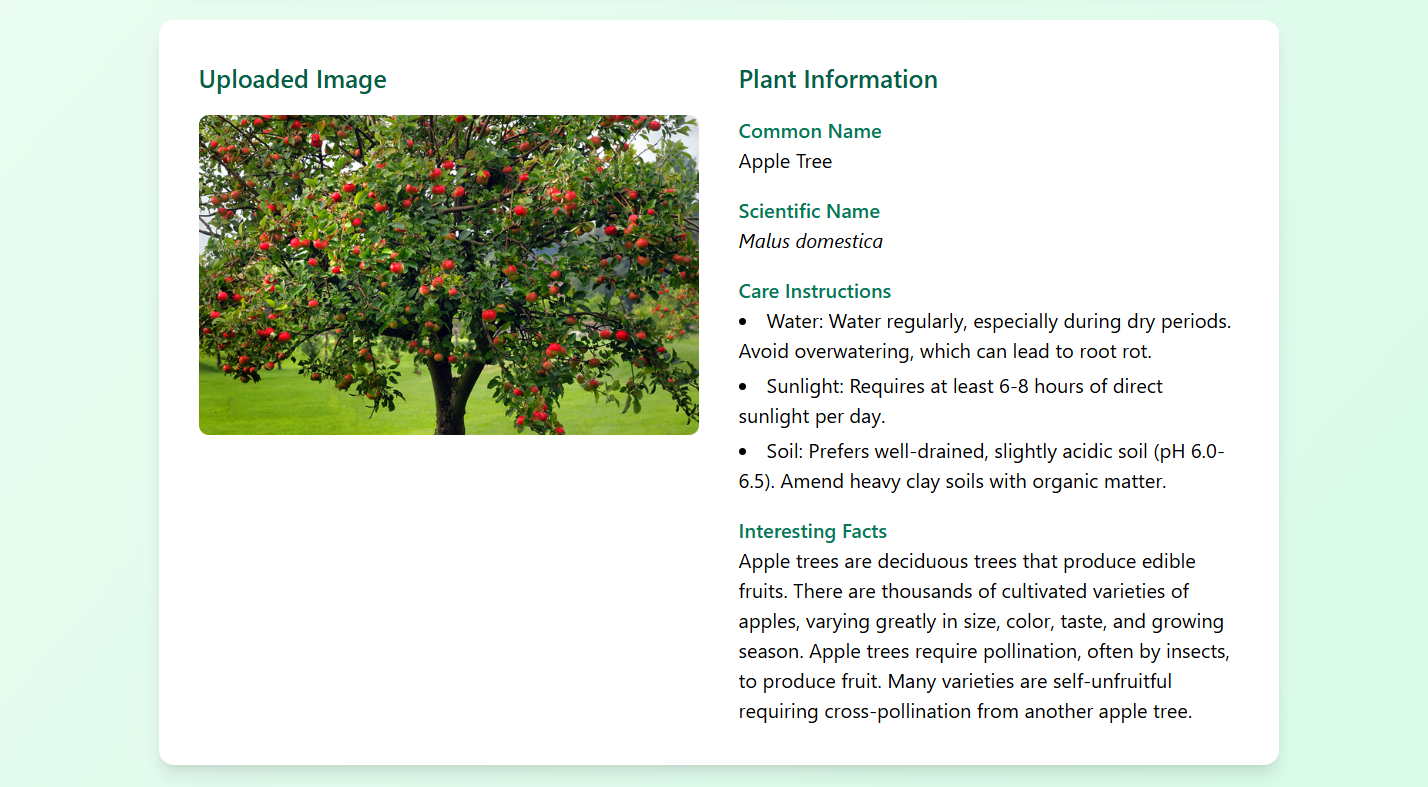 Uploaded Image
Plant Information
Common Name
Apple Tree
Scientific Name
Malus domestica
Care Instructions
• Water: Water regularly, especially during dry periods.
Avoid overwatering, which can lead to root rot.
• Sunlight: Requires at least 6-8 hours of direct
sunlight per day.
• Soil: Prefers well-drained, slightly acidic soil (pH 6.0-
6.5). Amend heavy clay soils with organic matter.
Interesting Facts
Apple trees are deciduous trees that produce edible
fruits. There are thousands of cultivated varieties of
apples, varying greatly in size, color, taste, and growing
season. Apple trees require pollination, often by insects,
to produce fruit. Many varieties are self-unfruitful
requiring cross-pollination from another apple tree.